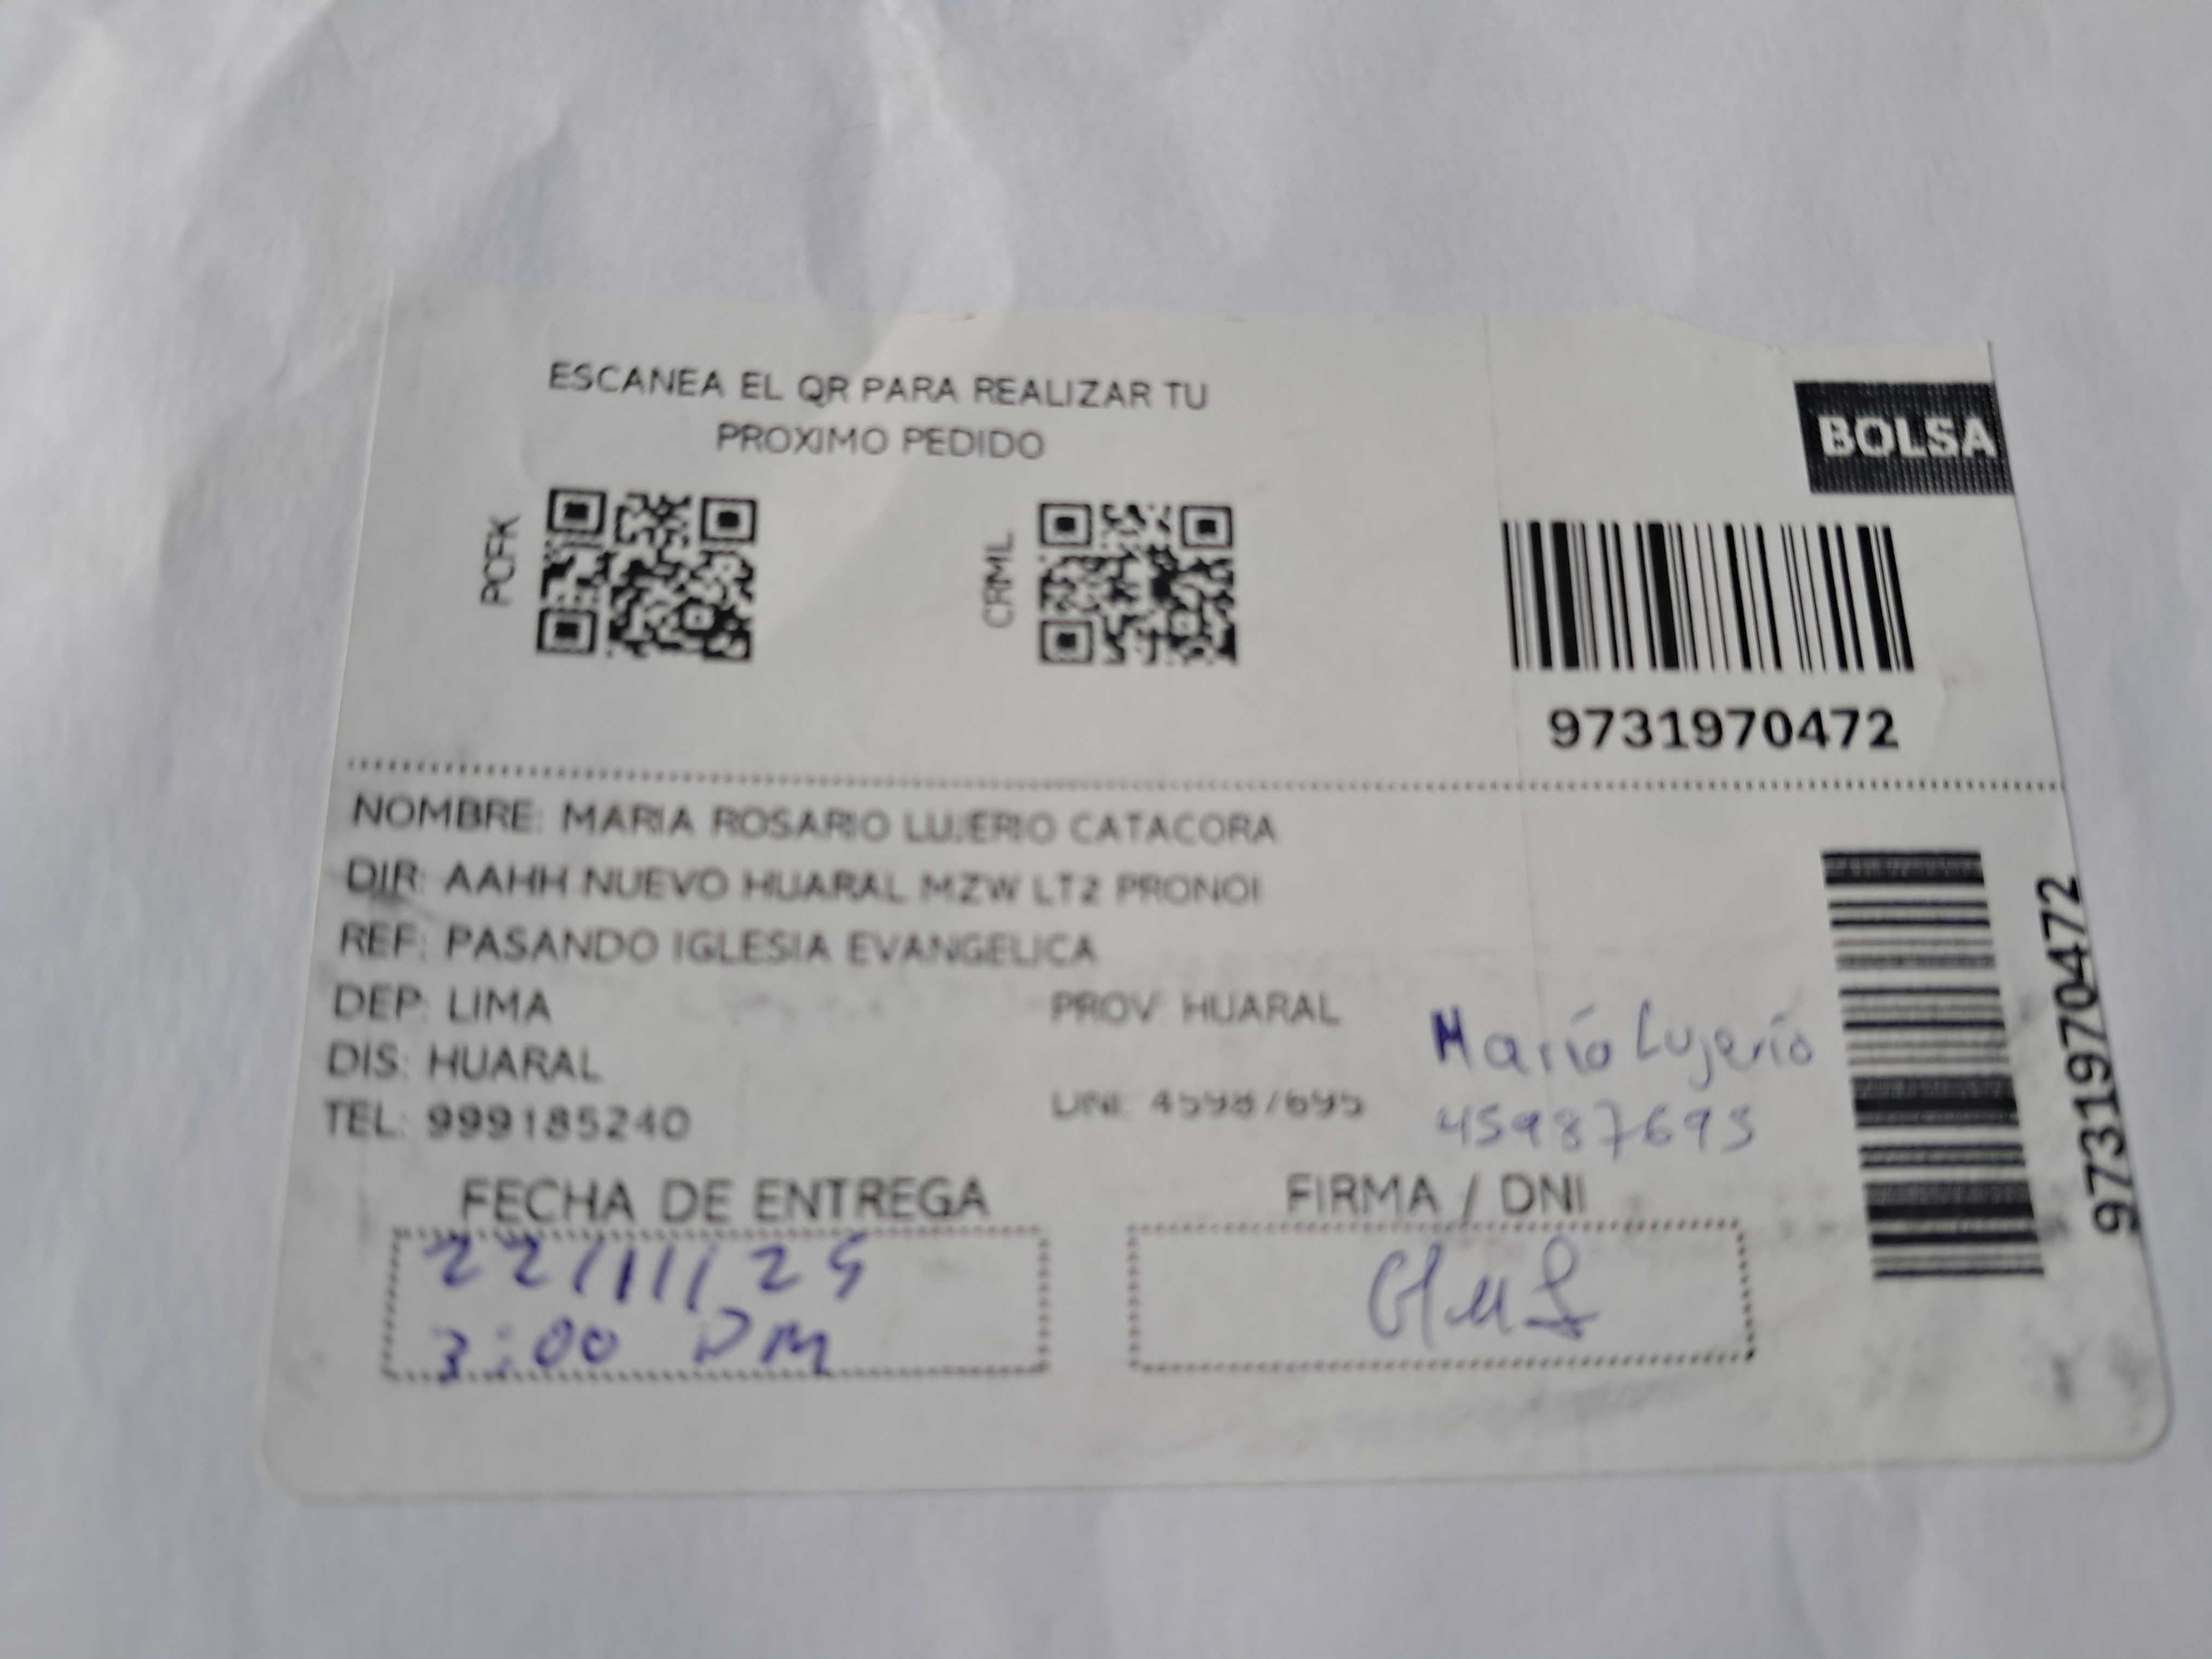 ESCANEA EL QR PARA REALIZAR TU
PROXIMO PEDIDO
BOLSA
PCFK
CRML
9731970472
NOMBRE: MARIA ROSARIO LUJERIO CATACORA
DIR: AAHH NUEVO HUARAL MZW LT2 PRONOI
REF: PASANDO IGLESIA EVANGELICA
DEP: LIMA
PROV: HUARAL
María Lujerio
DIS: HUARAL
TEL: 999185240
DNI: 45987695
45987695
9731970472
FECHA DE ENTREGA
FIRMA / DNI
22/11/25
3:00 PM